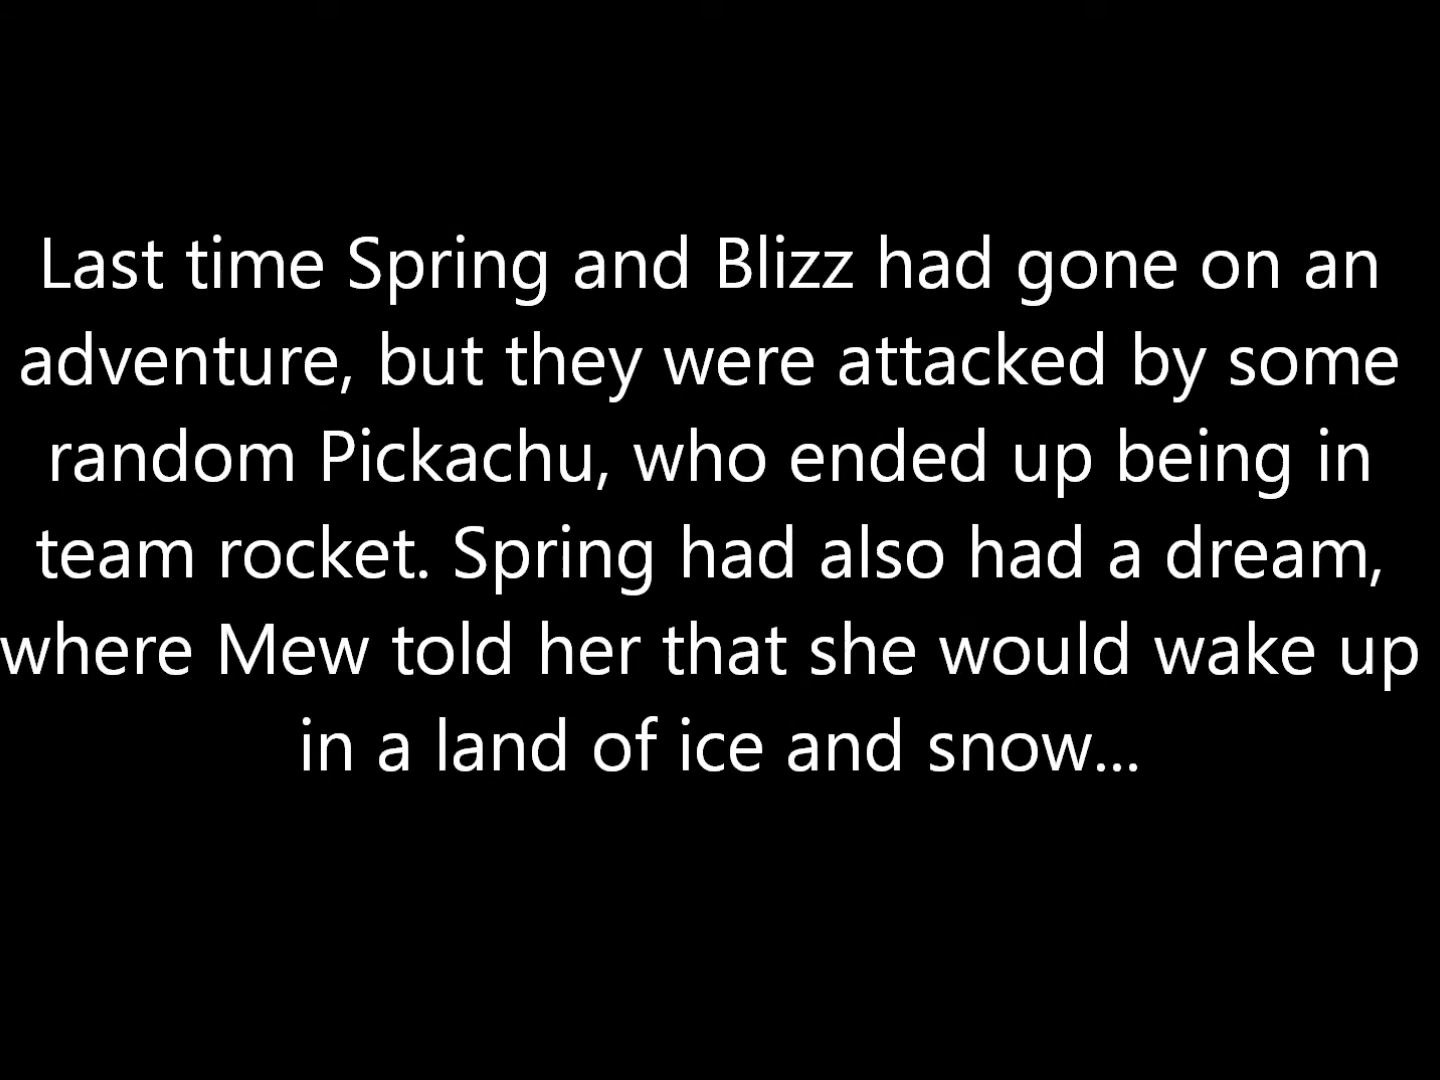 Last time Spring and Blizz had gone on an
adventure, but they were attacked by some
random Pickachu, who ended up being in
team rocket. Spring had also had a dream,
where Mew told her that she would wake up
in a land of ice and snow...